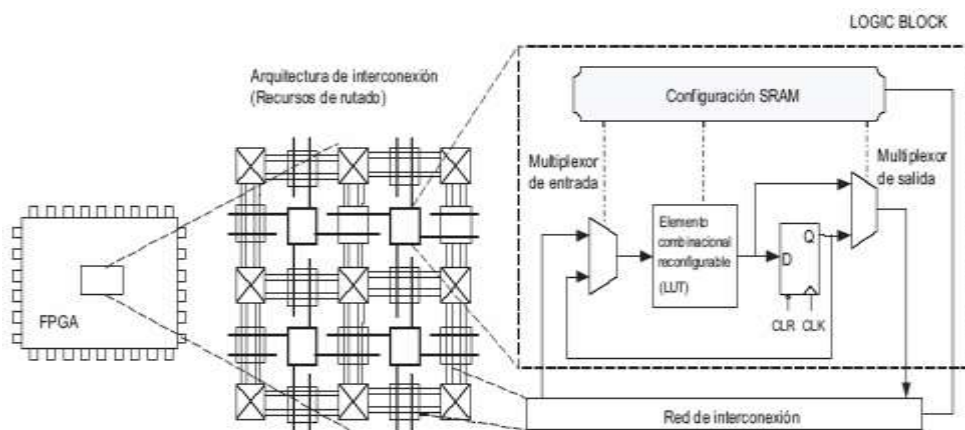 LOGIC BLOCK
Arquitectura de interconexión
(Recursos de rutado)
Configuración SRAM
Multiplexor
de entrada
Multiplexor
de salida
Elemento
combinacional
reconfigurable
(LUT)
Q
D
CLR
CLK
FPGA
Red de interconexión